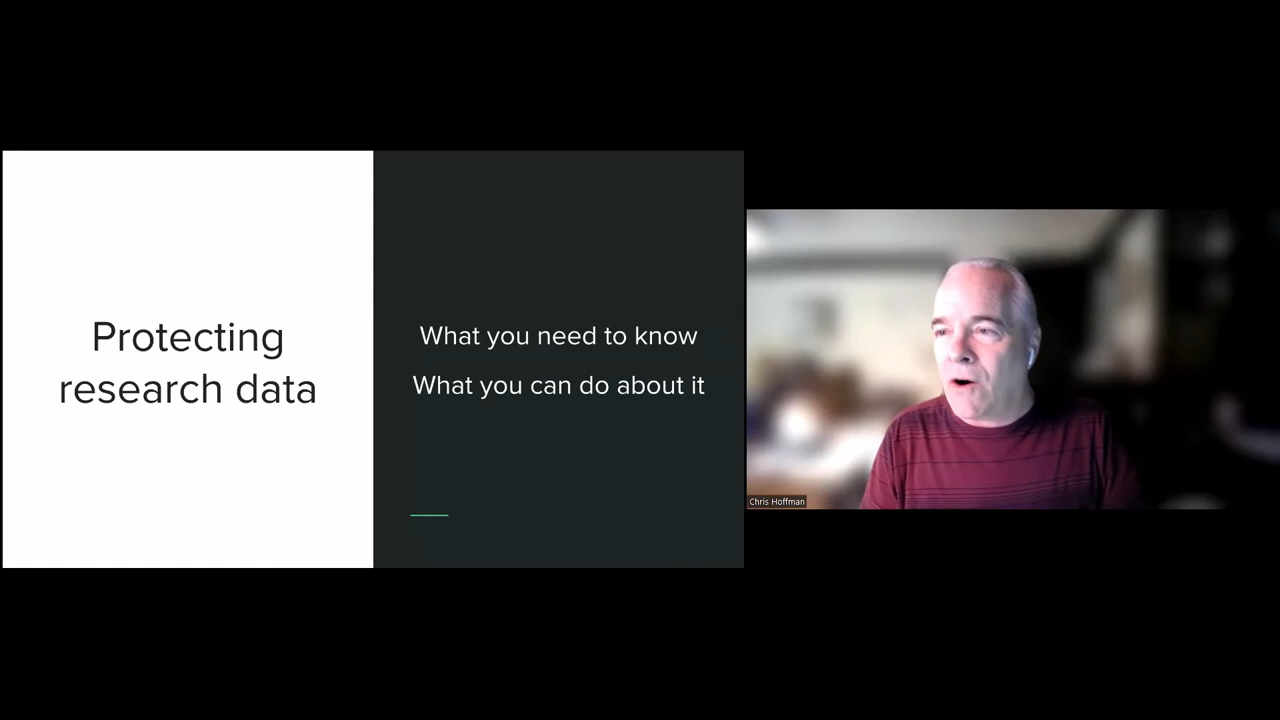 Protecting
research data
What you need to know
What you can do about it
Chris Hoffman